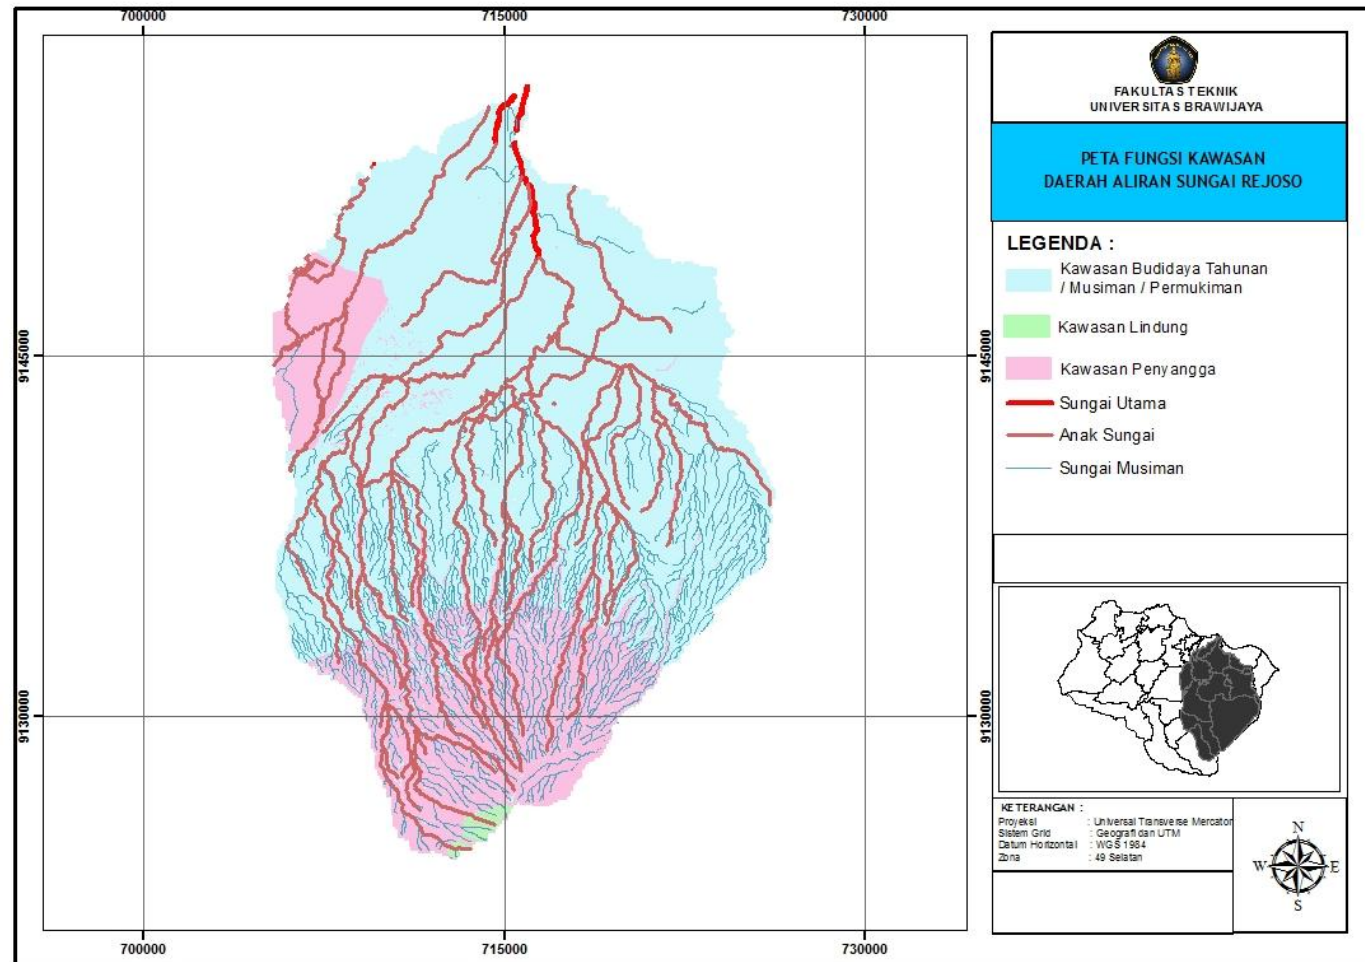 700000
715000
730000
9145000
9145000
9130000
9130000
700000
715000
730000
FAKULTAS TEKNIK
UNIVERSITAS BRAWIJAYA
PETA FUNGSI KAWASAN
DAERAH ALIRAN SUNGAI REJOSO
LEGENDA :
Kawasan Budidaya Tahunan
/ Musiman / Permukiman
Kawasan Lindung
Kawasan Penyangga
Sungai Utama
Anak Sungai
Sungai Musiman
KETERANGAN :
Proyeksi : Universal Transverse Mercator
Sistem Grid : Geografi dan UTM
Datum Horizontal : WGS 1984
Zona : 49 Selatan
N
W E
S